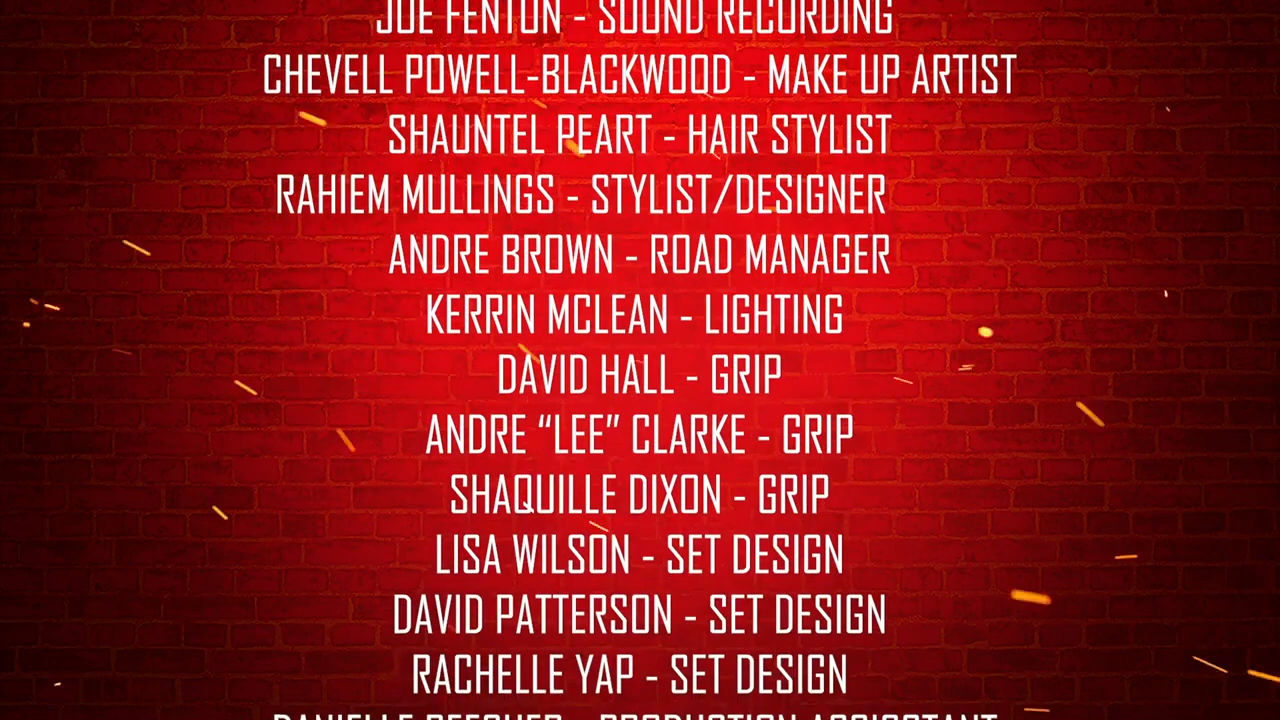 JOE FENTON - SOUND RECORDING
CHEVELL POWELL-BLACKWOOD - MAKE UP ARTIST
SHAUNTEL PEART - HAIR STYLIST
RAHIEM MULLINGS - STYLIST/DESIGNER
ANDRE BROWN - ROAD MANAGER
KERRIN MCLEAN - LIGHTING
DAVID HALL - GRIP
ANDRE “LEE” CLARKE - GRIP
SHAQUILLE DIXON - GRIP
LISA WILSON - SET DESIGN
DAVID PATTERSON - SET DESIGN
RACHELLE YAP - SET DESIGN
DANIELLE - PRODUCTION